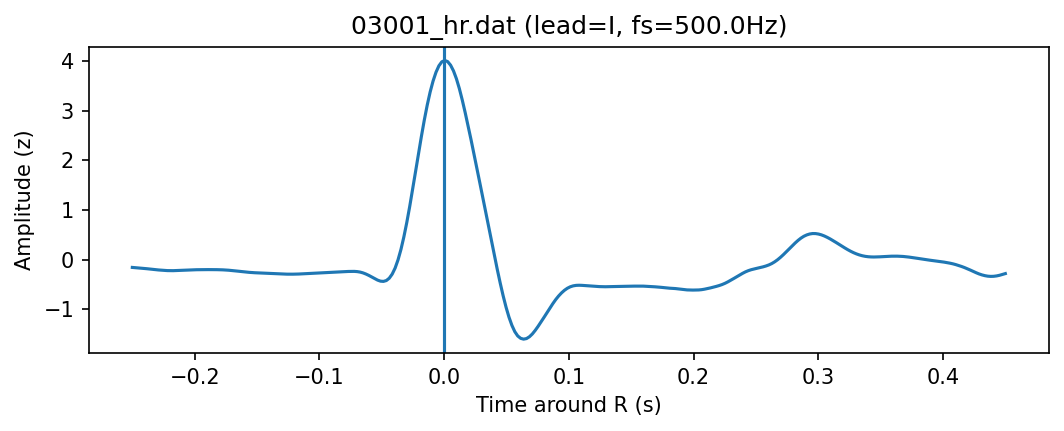 03001_hr.dat (lead=I, fs=500.0Hz)
Amplitude (z)
4
3
2
1
0
−1
−0.2 −0.1 0.0 0.1 0.2 0.3 0.4
Time around R (s)